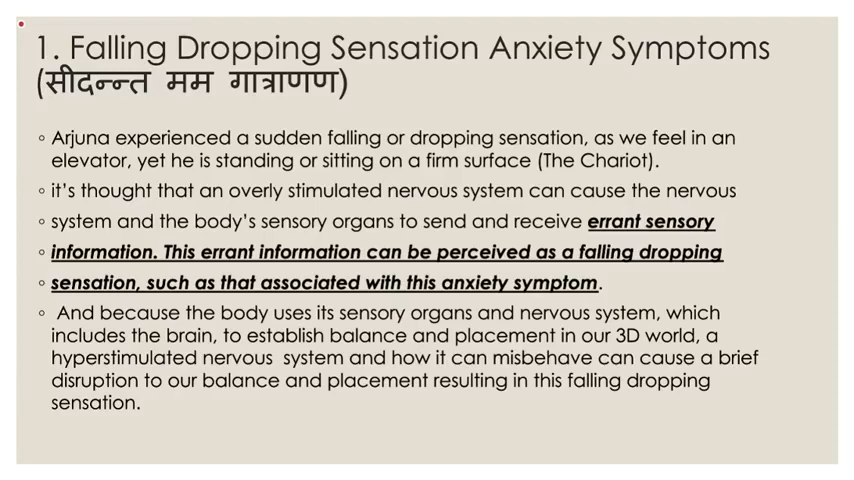 1. Falling Dropping Sensation Anxiety Symptoms
(सीदन्न्त मम गात्राणण)
◦ Arjuna experienced a sudden falling or dropping sensation, as we feel in an
elevator, yet he is standing or sitting on a firm surface (The Chariot).
◦ it’s thought that an overly stimulated nervous system can cause the nervous
◦ system and the body’s sensory organs to send and receive errant sensory
◦ information. This errant information can be perceived as a falling dropping
◦ sensation, such as that associated with this anxiety symptom.
◦ And because the body uses its sensory organs and nervous system, which
includes the brain, to establish balance and placement in our 3D world, a
hyperstimulated nervous system and how it can misbehave can cause a brief
disruption to our balance and placement resulting in this falling dropping
sensation.